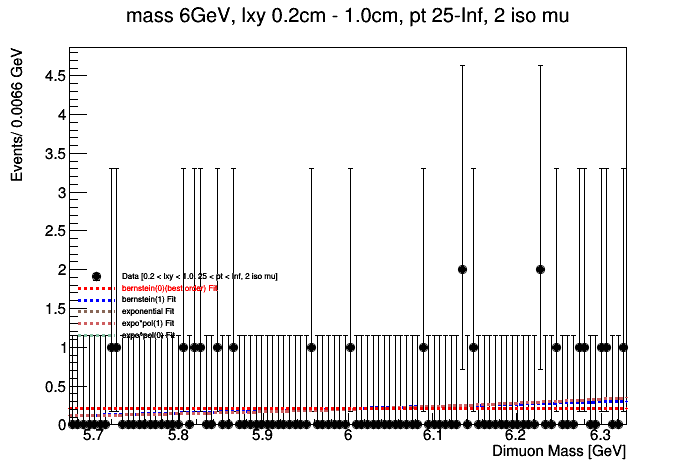 mass 6GeV, lxy 0.2cm - 1.0cm, pt 25-Inf, 2 iso mu
Events/ 0.0066 GeV
4.5
4
3.5
3
2.5
2
1.5
1
0.5
0
Data [0.2 < lxy < 1.0, 25 < pt < Inf, 2 iso mu]
bernstein(0)(best order) Fit
bernstein(1) Fit
exponential Fit
expo*pol(1) Fit
expo*pol(0) Fit
5.7 5.8 5.9 6 6.1 6.2 6.3
Dimuon Mass [GeV]